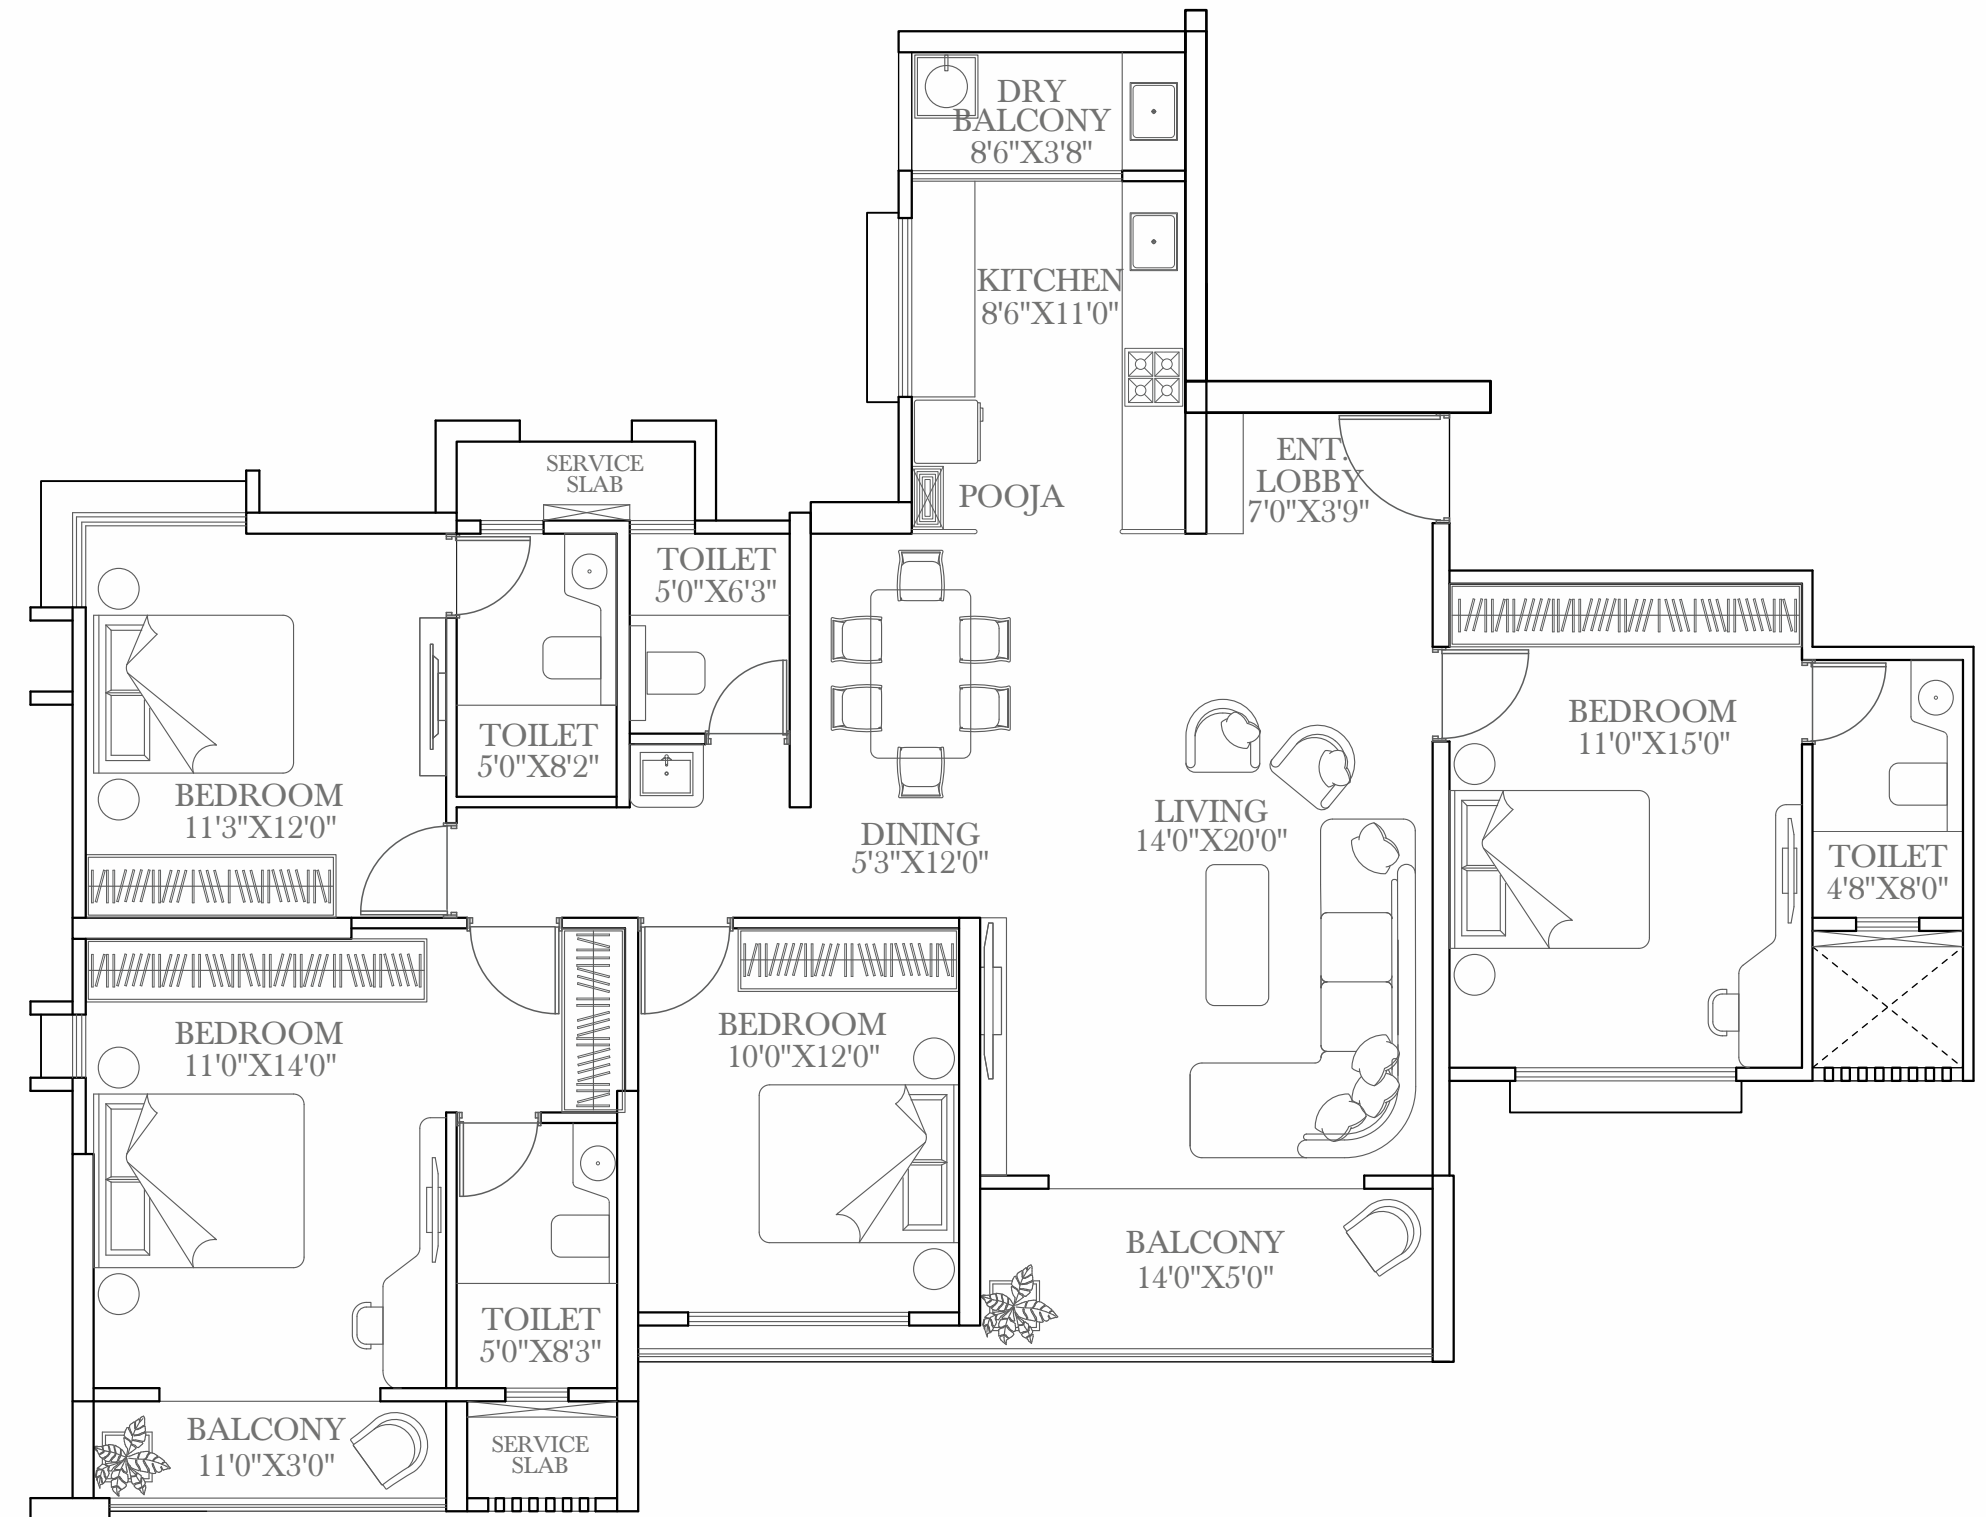 DRY
BALCONY
8'6"X3'8"
KITCHEN
8'6"X11'0"
ENT.
LOBBY
7'0"X3'9"
POOJA
SERVICE
SLAB
TOILET
5'0"X6'3"
TOILET
5'0"X8'2"
BEDROOM
11'3"X12'0"
BEDROOM
11'0"X15'0"
LIVING
14'0"X20'0"
DINING
5'3"X12'0"
TOILET
4'8"X8'0"
BEDROOM
11'0"X14'0"
BEDROOM
10'0"X12'0"
BALCONY
14'0"X5'0"
TOILET
5'0"X8'3"
BALCONY
11'0"X3'0"
SERVICE
SLAB